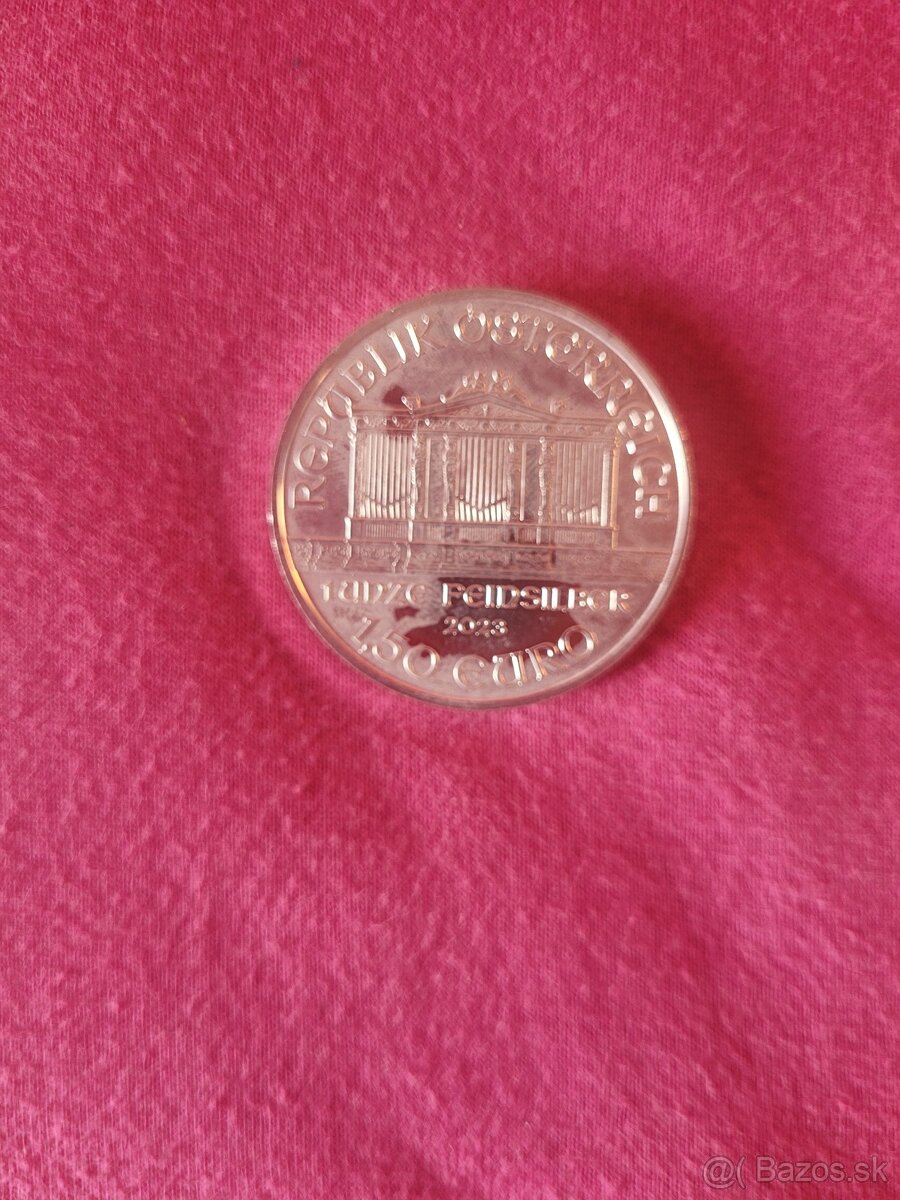 REPUBLIK ÖSTERREICH
1 UNZE FEINSILBER
2023
1,50 EURO
@( Bazos.sk